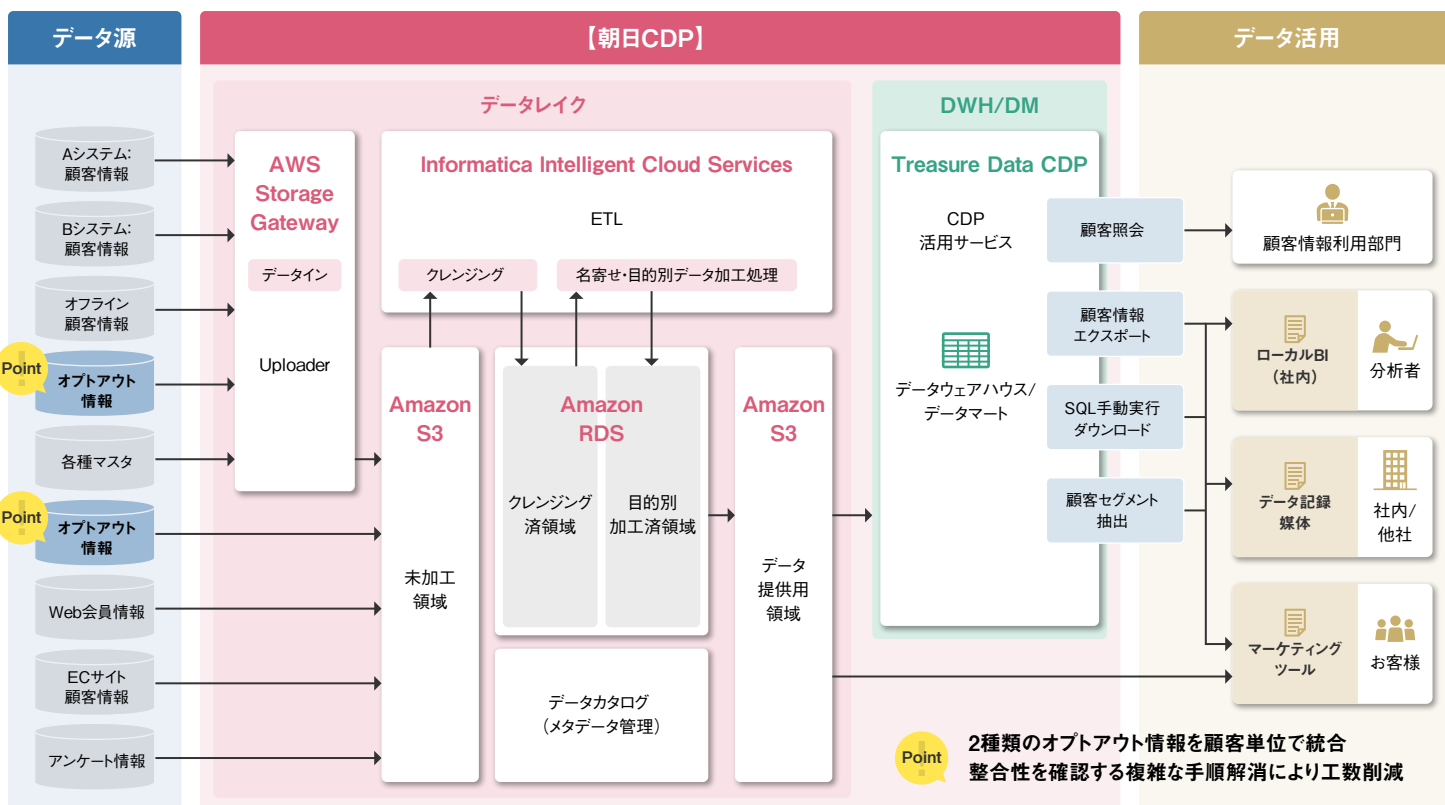 データ源
【朝日CDP】
データ活用
データレイク
DWH/DM
Aシステム:
顧客情報
Bシステム:
顧客情報
オフライン
顧客情報
Point
オプトアウト
情報
各種マスタ
Point
オプトアウト
情報
Web会員情報
ECサイト
顧客情報
アンケート情報
AWS
Storage
Gateway
データイン
Uploader
Informatica Intelligent Cloud Services
ETL
クレンジング
名寄せ・目的別データ加工処理
Amazon
S3
未加工
領域
Amazon
RDS
クレンジング
済領域
目的別
加工済領域
データカタログ
(メタデータ管理)
Amazon
S3
データ
提供用
領域
Treasure Data CDP
CDP
活用サービス
データウェアハウス/
データマート
顧客照会
顧客情報
エクスポート
SQL手動実行
ダウンロード
顧客セグメント
抽出
顧客情報利用部門
ローカルBI
(社内)
分析者
データ記録
媒体
社内/
他社
マーケティング
ツール
お客様
Point
2種類のオプトアウト情報を顧客単位で統合
整合性を確認する複雑な手順解消により工数削減